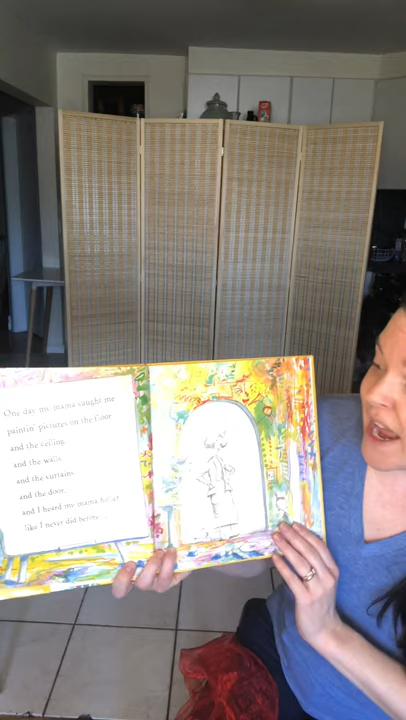 One day my mama caught me
paintin' pictures on the floor
and the ceiling
and the walls
and the curtains
and the door,
and I heard my mama holler
like I never did before...